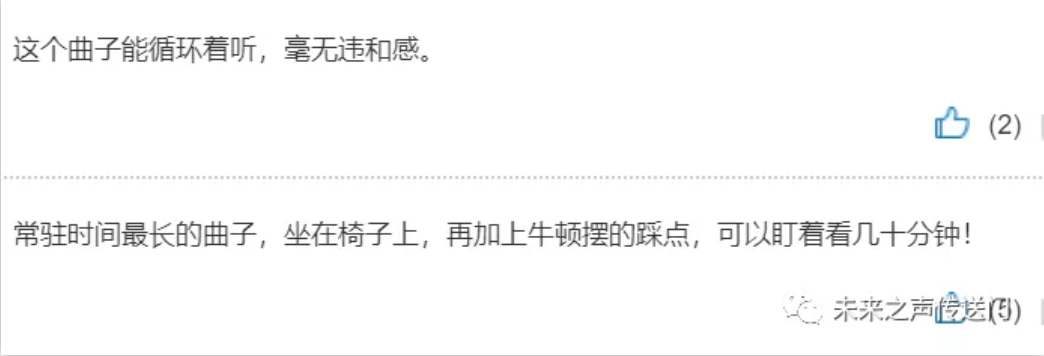 这个曲子能循环着听，毫无违和感。
(2)
常驻时间最长的曲子，坐在椅子上，再加上牛顿摆的踩点，可以盯着看几十分钟！
未来之声传送门
(5)